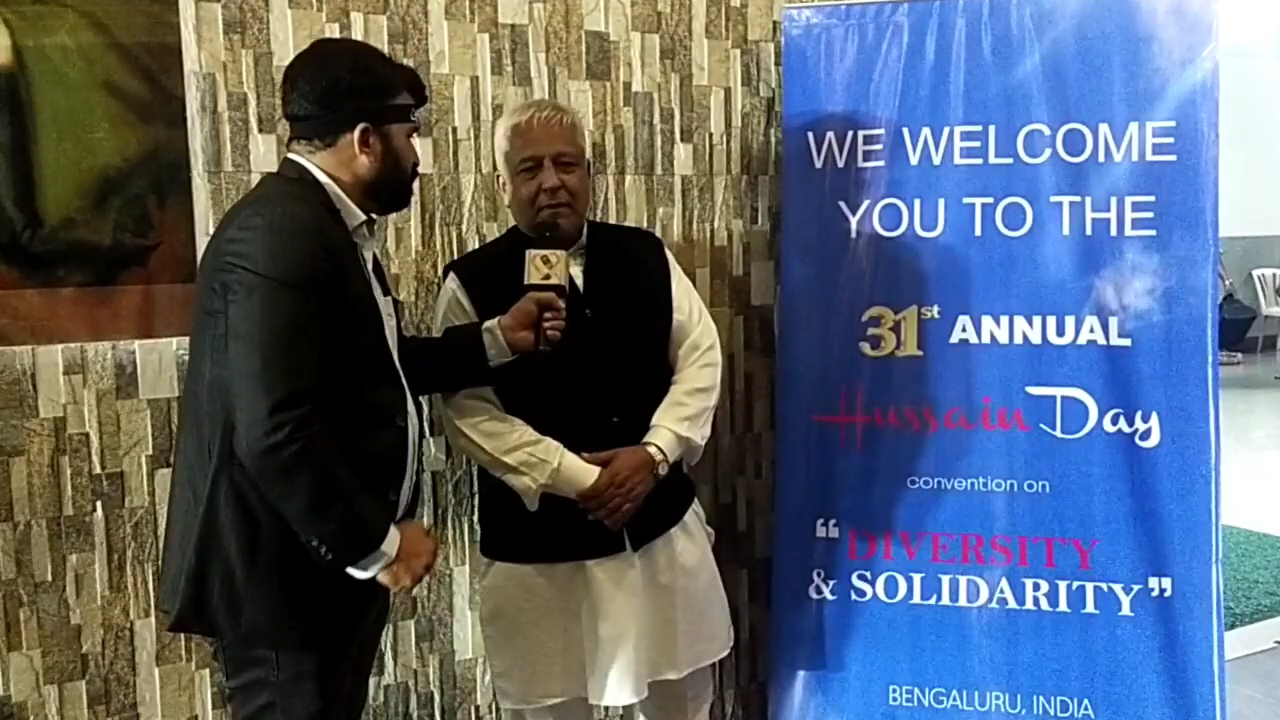 WE WELCOME
YOU TO THE
31st ANNUAL
Hussain Day
convention on
“DIVERSITY
& SOLIDARITY”
BENGALURU, INDIA